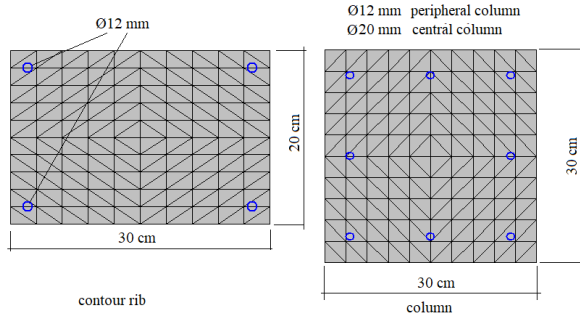 Ø12 mm
20 cm
30 cm
contour rib
Ø12 mm peripheral column
Ø20 mm central column
30 cm
30 cm
column